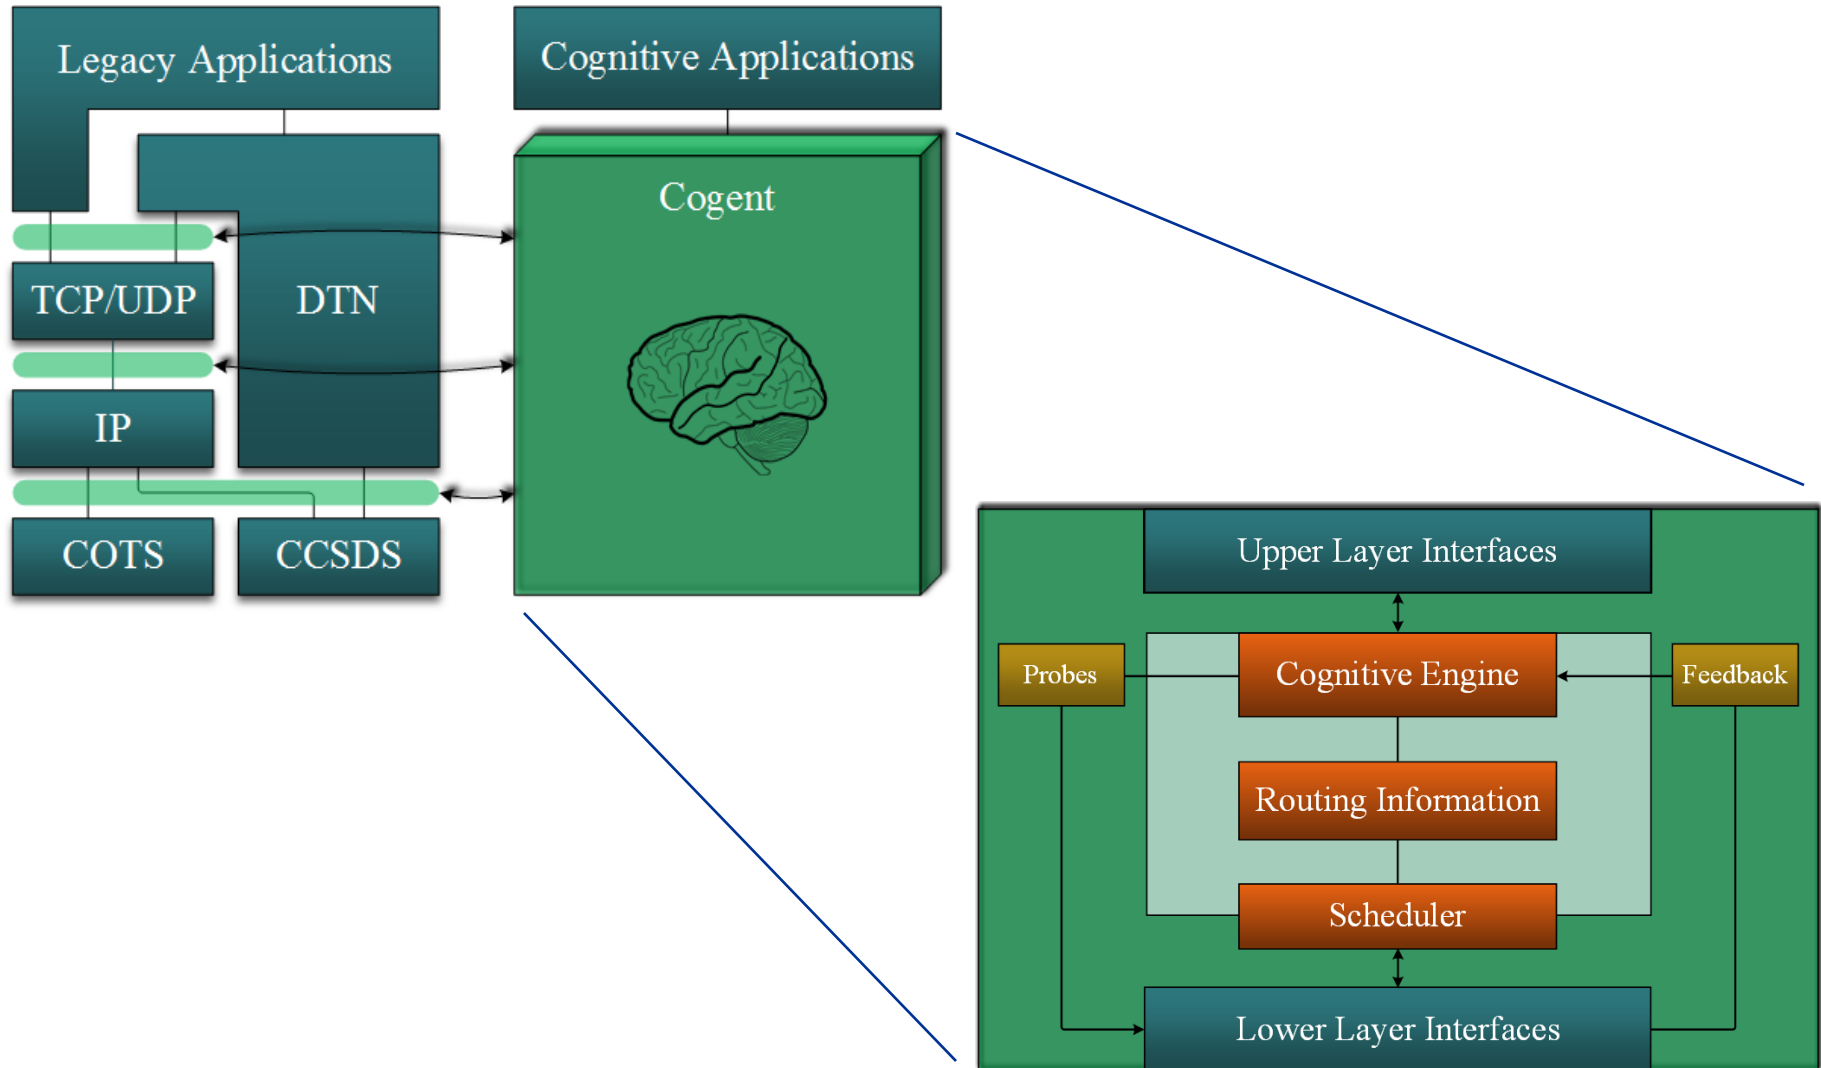 Legacy Applications
Cognitive Applications
Cogent
TCP/UDP
DTN
IP
COTS
CCSDS
Upper Layer Interfaces
Probes
Cognitive Engine
Feedback
Routing Information
Scheduler
Lower Layer Interfaces